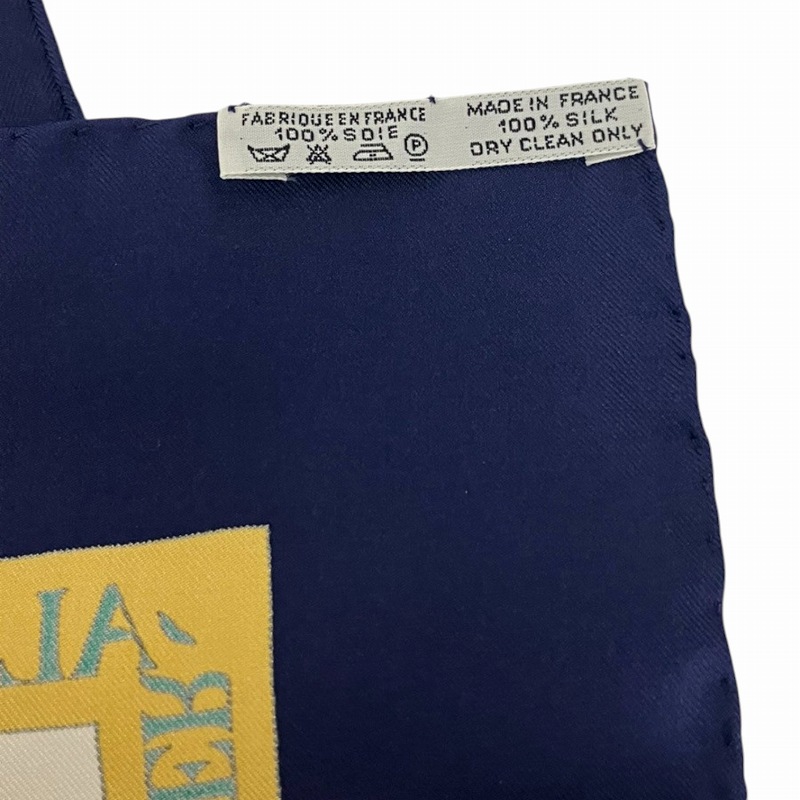 FABRIQUE EN FRANCE
100% SOIE
P
MADE IN FRANCE
100% SILK
DRY CLEAN ONLY